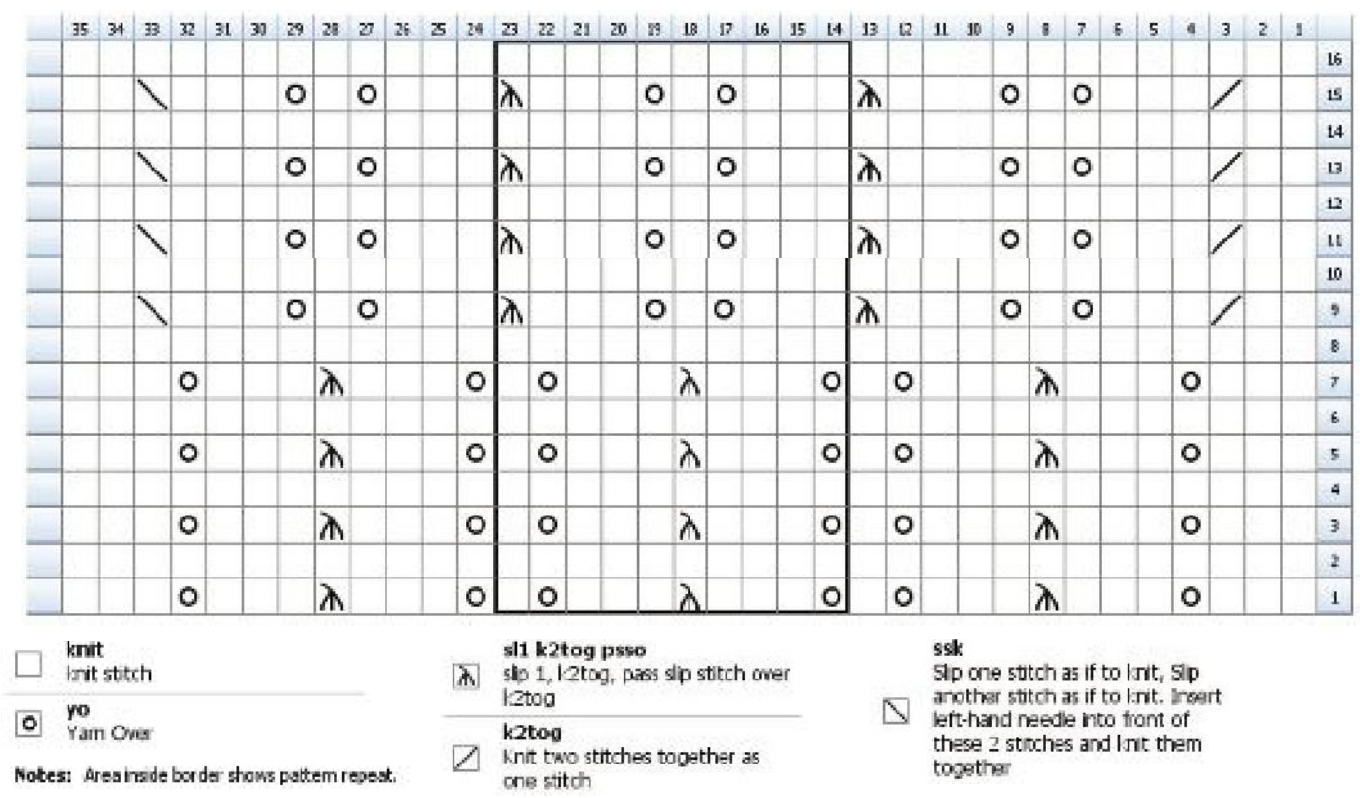 35 34 33 32 31 30 29 28 27 26 25 24 23 22 21 20 19 18 17 16 15 14 13 12 11 10 9 8 7 6 5 4 3 2 1
16
O O O O O O 15
14
O O O O O O 13
12
O O O O O O 11
10
O O O O O O 9
8
O O O O O O 7
6
O O O O O O 5
4
O O O O O O 3
2
O O O O O O 1
knit
knit stitch
yo
Yarn Over
Notes: Area inside border shows pattern repeat.
sl1 k2tog psso
slip 1, k2tog, pass slip stitch over
k2tog
k2tog
Knit two stitches together as
one stitch
ssk
Slip one stitch as if to knit, Slip
another stitch as if to knit. Insert
left-hand needle into front of
these 2 stitches and knit them
together